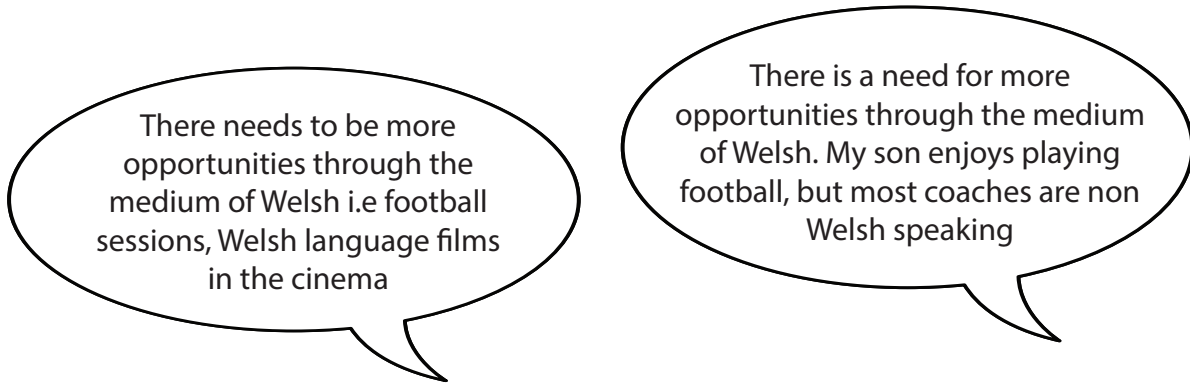 There needs to be more
opportunities through the
medium of Welsh i.e football
sessions, Welsh language films
in the cinema
There is a need for more
opportunities through the medium
of Welsh. My son enjoys playing
football, but most coaches are non
Welsh speaking